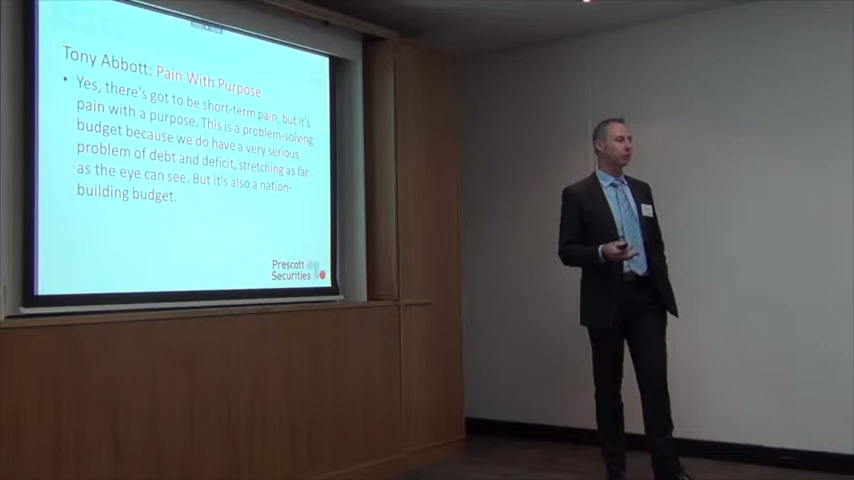 Tony Abbott: Pain With Purpose
• Yes, there's got to be short-term pain, but it's
pain with a purpose. This is a problem-solving
budget because we do have a very serious
problem of debt and deficit, stretching as far
as the eye can see. But it's also a nation-
building budget.
Prescott
Securities